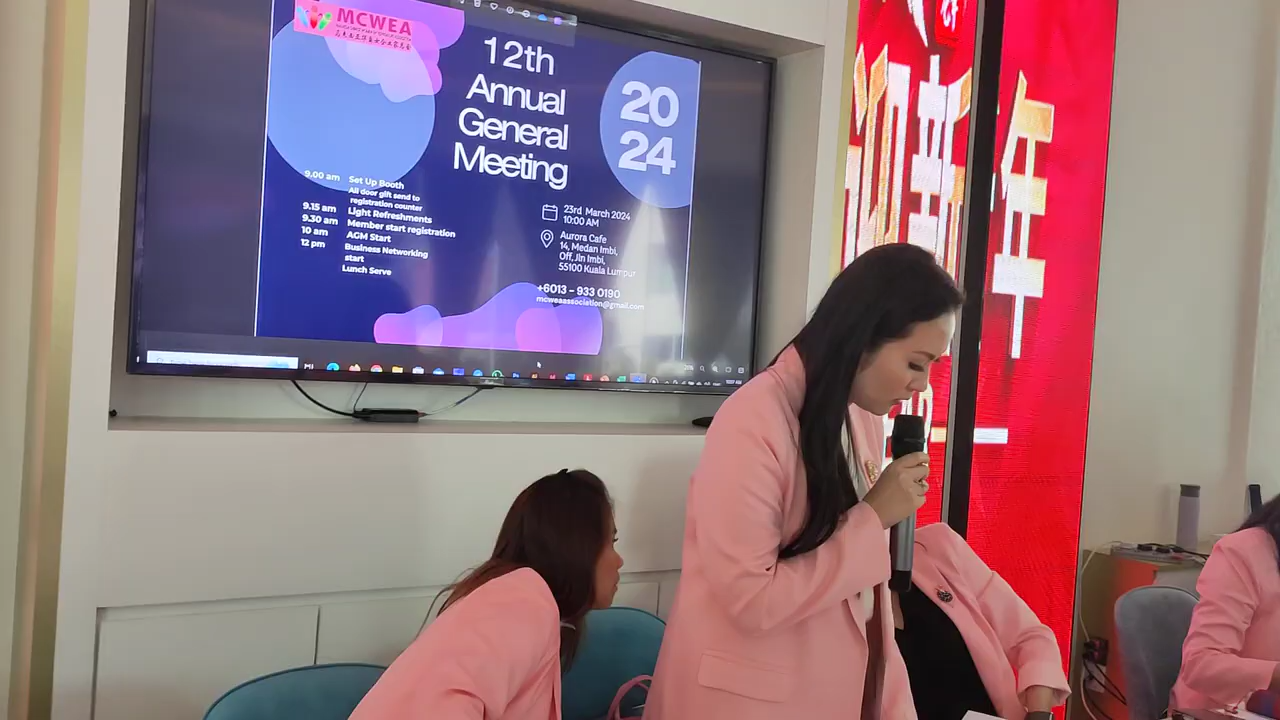 MCWEA
12th
Annual
General
Meeting
20
24
9.00 am Set Up Booth
All door gift send to
registration counter
9.15 am Light Refreshments
9.30 am Member start registration
10 am AGM Start
12 pm Business Networking
start
Lunch Serve
23rd March 2024
10:00 AM
Aurora Cafe
14, Medan Imbi,
Off, Jln Imbi,
55100 Kuala Lumpur
+6013 - 933 0190
mcweaassociation@gmail.com
迎新年